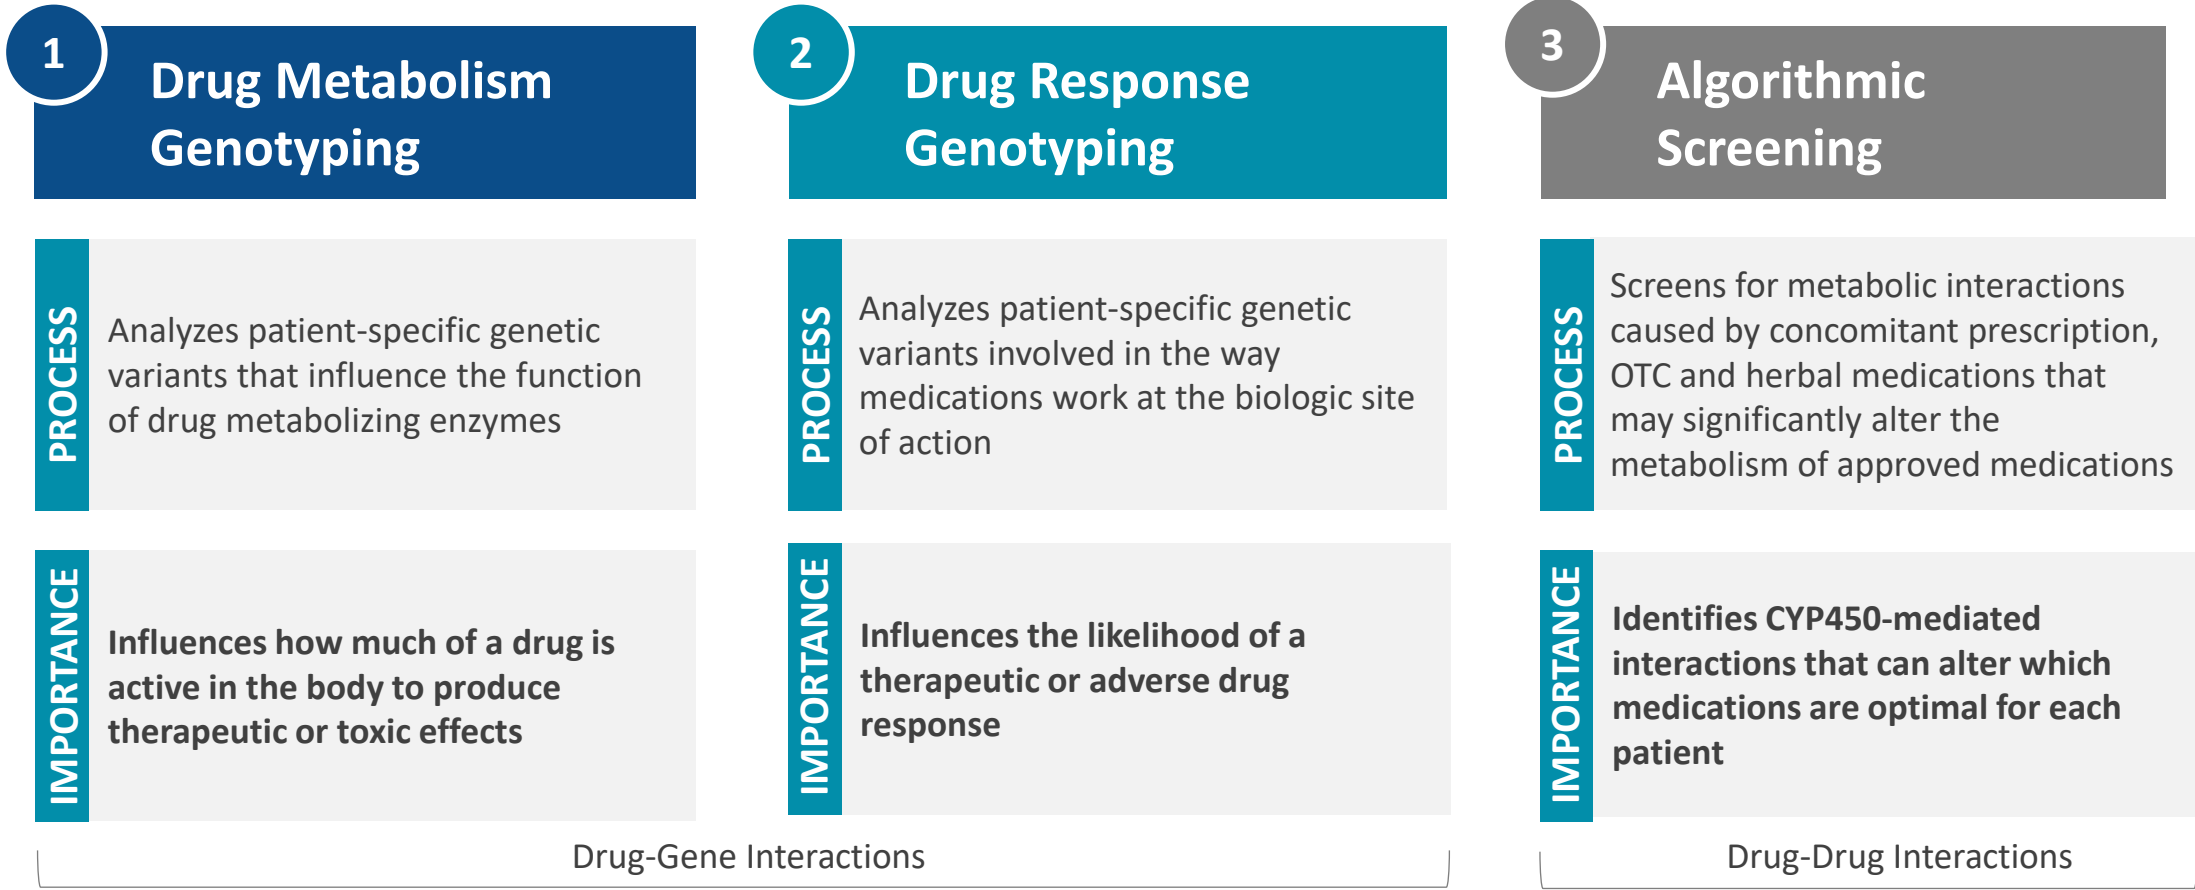 1
Drug Metabolism
Genotyping
PROCESS
Analyzes patient-specific genetic
variants that influence the function
of drug metabolizing enzymes
IMPORTANCE
Influences how much of a drug is
active in the body to produce
therapeutic or toxic effects
2
Drug Response
Genotyping
PROCESS
Analyzes patient-specific genetic
variants involved in the way
medications work at the biologic site
of action
IMPORTANCE
Influences the likelihood of a
therapeutic or adverse drug
response
Drug-Gene Interactions
3
Algorithmic
Screening
PROCESS
Screens for metabolic interactions
caused by concomitant prescription,
OTC and herbal medications that
may significantly alter the
metabolism of approved medications
IMPORTANCE
Identifies CYP450-mediated
interactions that can alter which
medications are optimal for each
patient
Drug-Drug Interactions